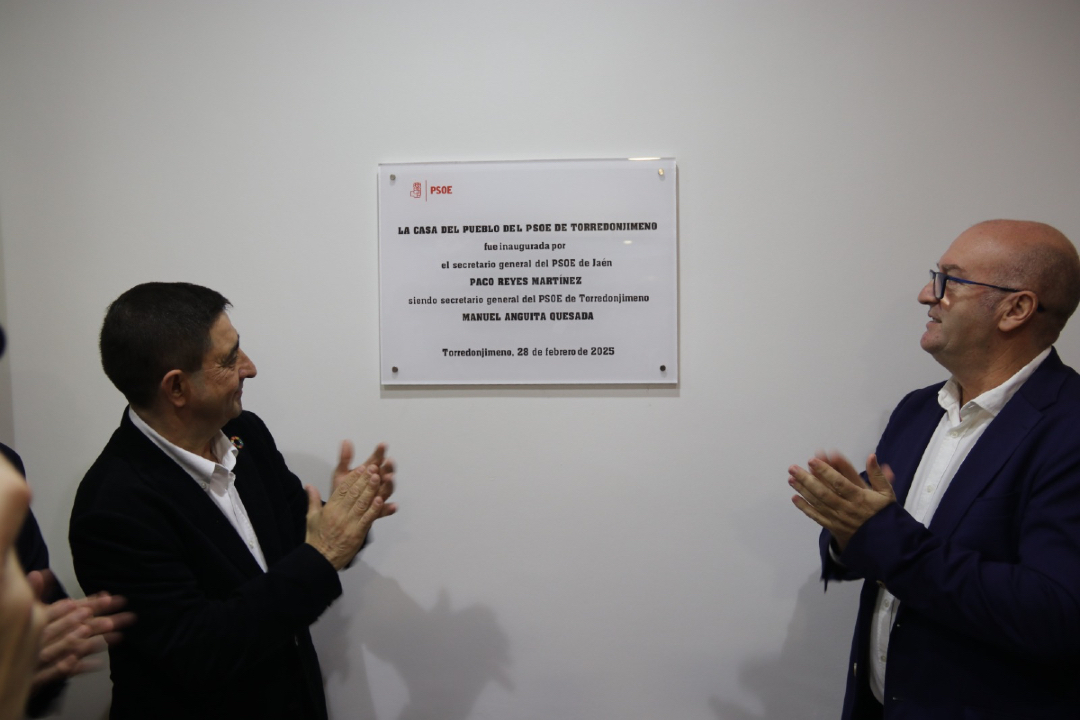 PSOE
LA CASA DEL PUEBLO DEL PSOE DE TORREDONJIMENO
fue inaugurada por
el secretario general del PSOE de Jaén
PACO REYES MARTÍNEZ
siendo secretario general del PSOE de Torredonjimeno
MANUEL ANGUITA QUESADA
Torredonjimeno, 28 de febrero de 2025